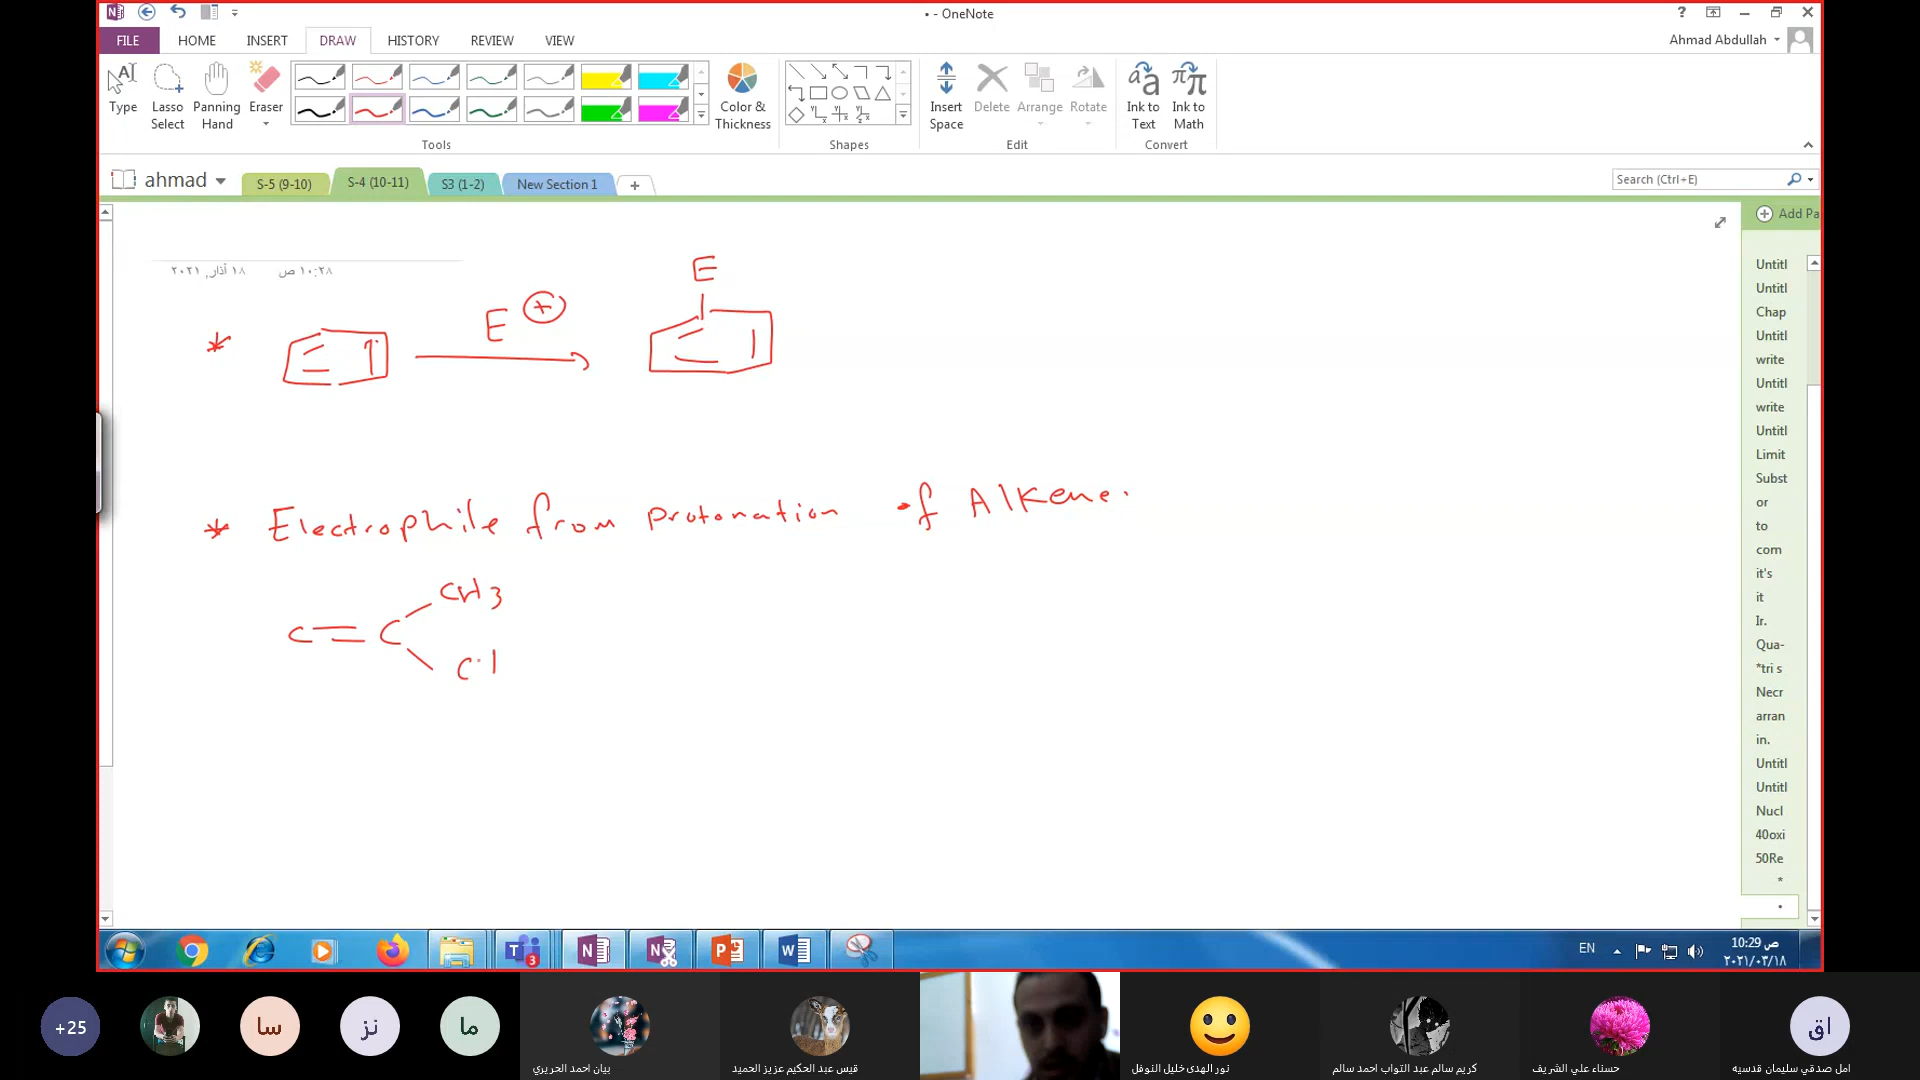 • - OneNote
FILE HOME INSERT DRAW HISTORY REVIEW VIEW
Ahmad Abdullah
Type
Lasso Select
Panning Hand
Eraser
Color & Thickness
Insert Space
Delete
Arrange
Rotate
Ink to Text
Ink to Math
Tools
Shapes
Edit
Convert
ahmad
S-5 (9-10)
S-4 (10-11)
S3 (1-2)
New Section 1
Search (Ctrl+E)
Add Pa
١٨ آذار, ٢٠٢١ ١٠:٢٨ ص
E
* E +
* Electrophile from protonation of Alkene.
CH3
C = C
Cl
Untitl
Untitl
Chap
Untitl
write
Untitl
write
Untitl
Limit
Subst
or
to
com
it's
it
Ir.
Qua-
*tri s
Necr
arran
in.
Untitl
Untitl
Nucl
40oxi
50Re
*
•
3
EN
10:29 ص
٢٠٢١/٠٣/١٨
+25
سا
نز
ما
اق
بيان احمد الحريري
قيس عبد الحكيم عزيز الحميد
نور الهدى خليل النوفل
كريم سالم عبد التواب احمد سالم
حسناء علي الشريف
امل صدقي سليمان قدسيه